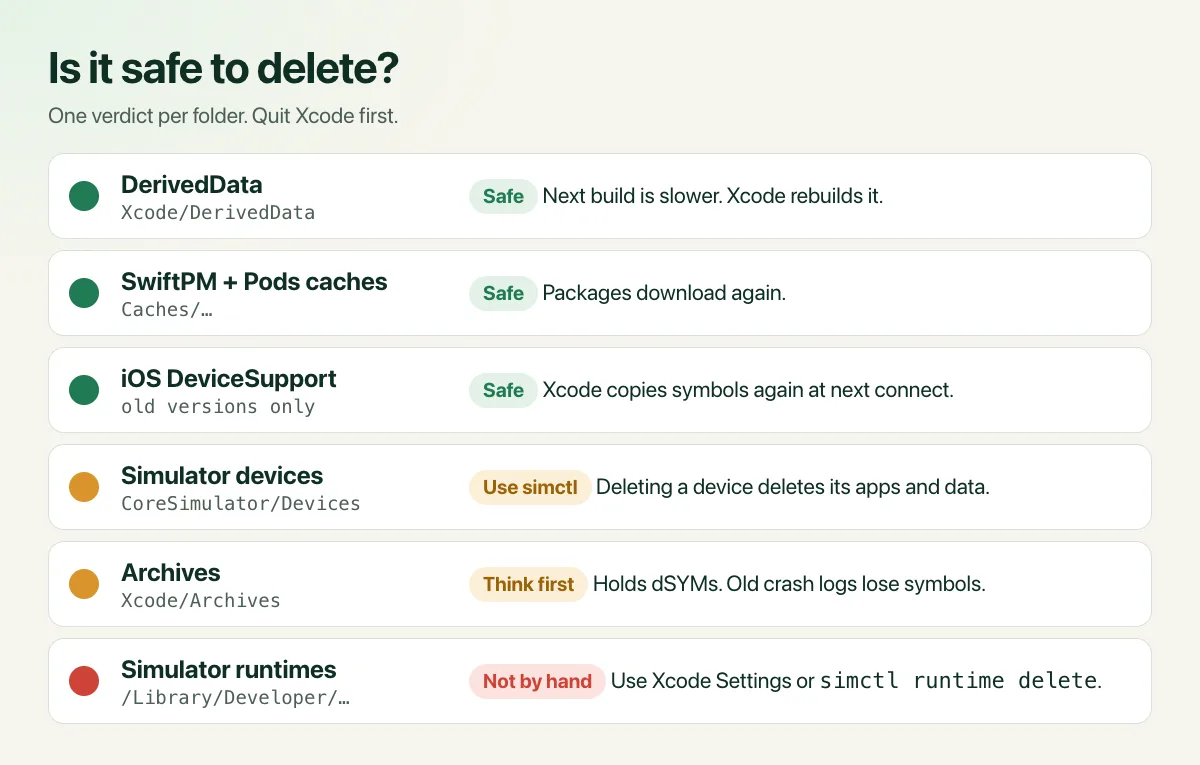 Is it safe to delete?
One verdict per folder. Quit Xcode first.
DerivedData
Xcode/DerivedData
Safe Next build is slower. Xcode rebuilds it.
SwiftPM + Pods caches
Caches/…
Safe Packages download again.
iOS DeviceSupport
old versions only
Safe Xcode copies symbols again at next connect.
Simulator devices
CoreSimulator/Devices
Use simctl Deleting a device deletes its apps and data.
Archives
Xcode/Archives
Think first Holds dSYMs. Old crash logs lose symbols.
Simulator runtimes
/Library/Developer/…
Not by hand Use Xcode Settings or simctl runtime delete.